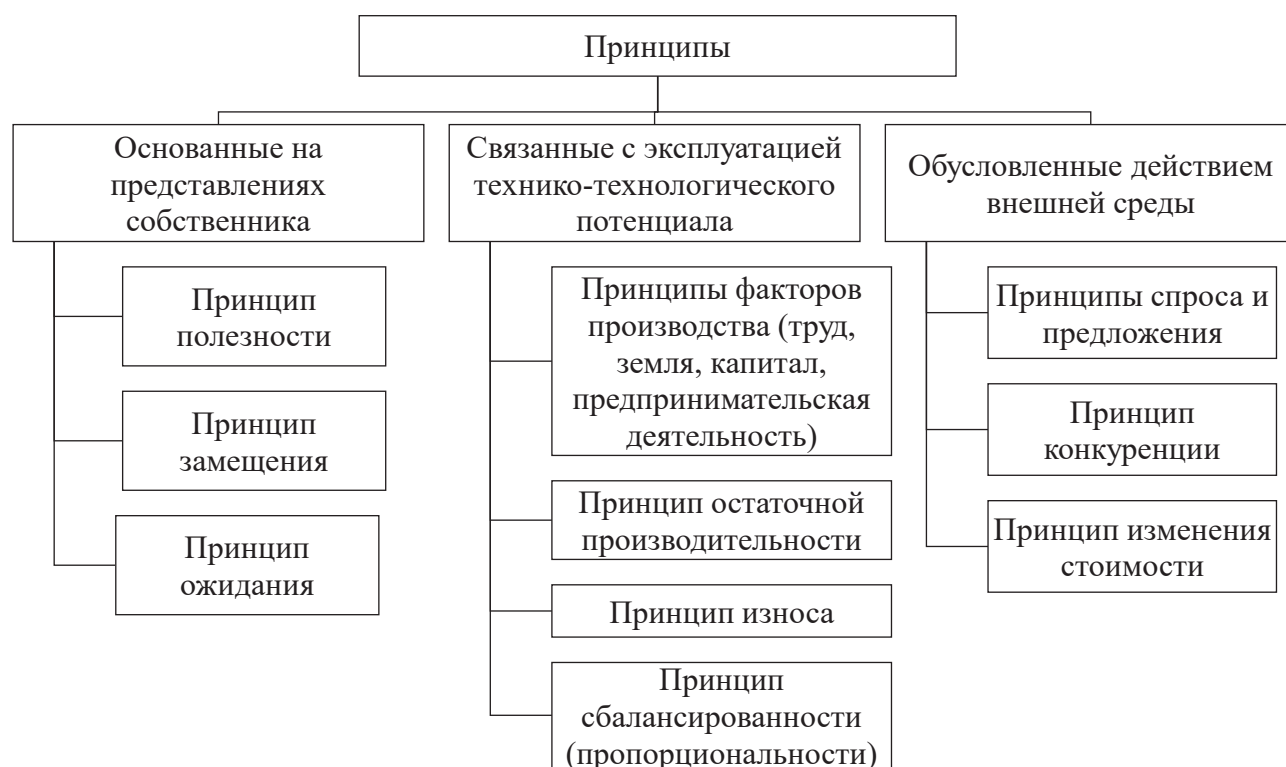 Принципы
Основанные на
представлениях
собственника
Принцип
полезности
Принцип
замещения
Принцип
ожидания
Связанные с эксплуатацией
технико-технологического
потенциала
Принципы факторов
производства (труд,
земля, капитал,
предпринимательская
деятельность)
Принцип остаточной
производительности
Принцип износа
Принцип
сбалансированности
(пропорциональности)
Обусловленные действием
внешней среды
Принципы спроса и
предложения
Принцип
конкуренции
Принцип изменения
стоимости